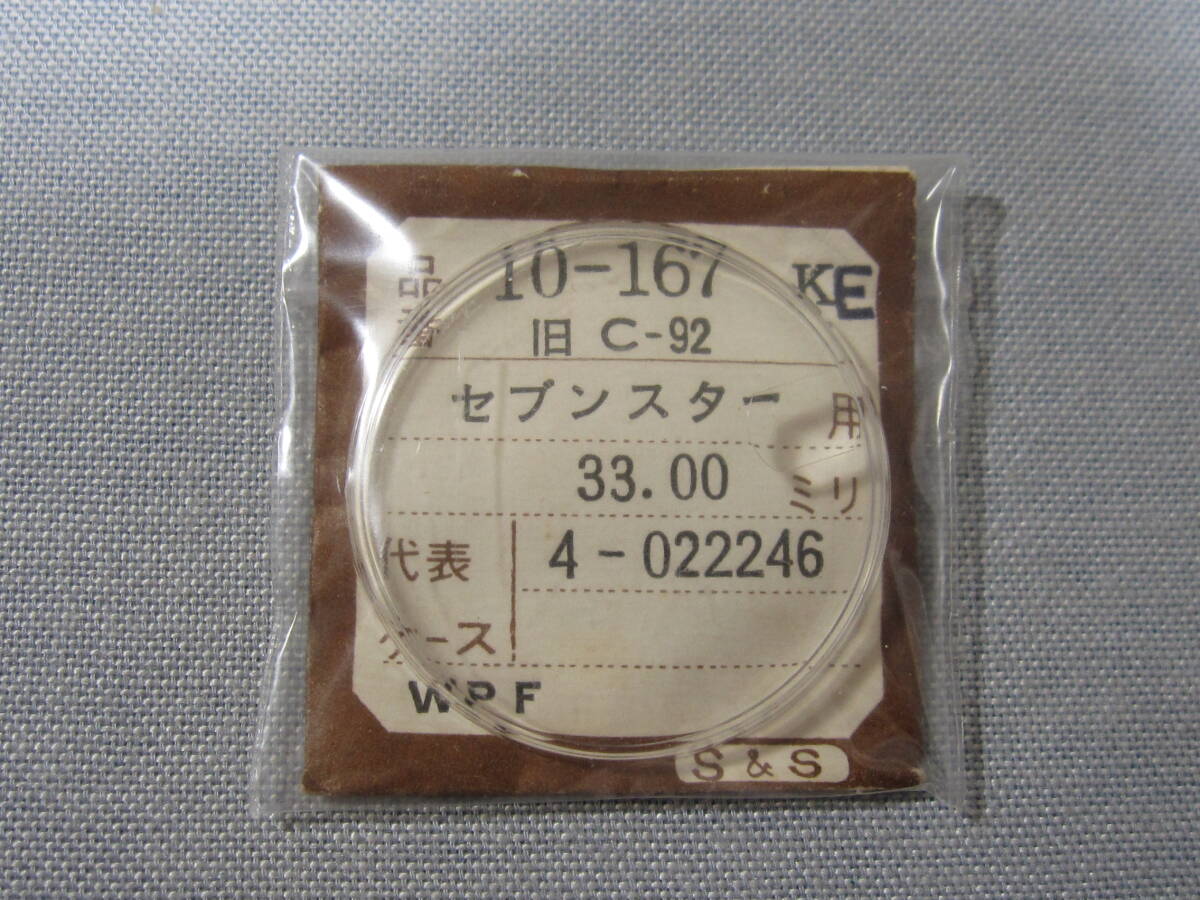 品番 10-167 KE
旧 C-92
セブンスター 用
33.00 ミリ
代表 4-022246
ケース
WPF
S & S